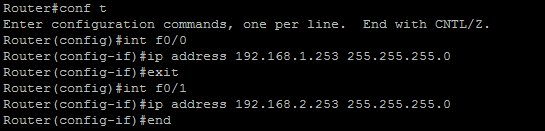 Router#conf t
Enter configuration commands, one per line.  End with CNTL/Z.
Router(config)#int f0/0
Router(config-if)#ip address 192.168.1.253 255.255.255.0
Router(config-if)#exit
Router(config)#int f0/1
Router(config-if)#ip address 192.168.2.253 255.255.255.0
Router(config-if)#end